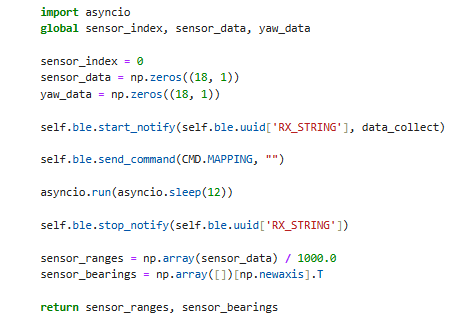 import asyncio
global sensor_index, sensor_data, yaw_data
sensor_index = 0
sensor_data = np.zeros((18, 1))
yaw_data = np.zeros((18, 1))
self.ble.start_notify(self.ble.uuid['RX_STRING'], data_collect)
self.ble.send_command(CMD.MAPPING, "")
asyncio.run(asyncio.sleep(12))
self.ble.stop_notify(self.ble.uuid['RX_STRING'])
sensor_ranges = np.array(sensor_data) / 1000.0
sensor_bearings = np.array([])[np.newaxis].T
return sensor_ranges, sensor_bearings